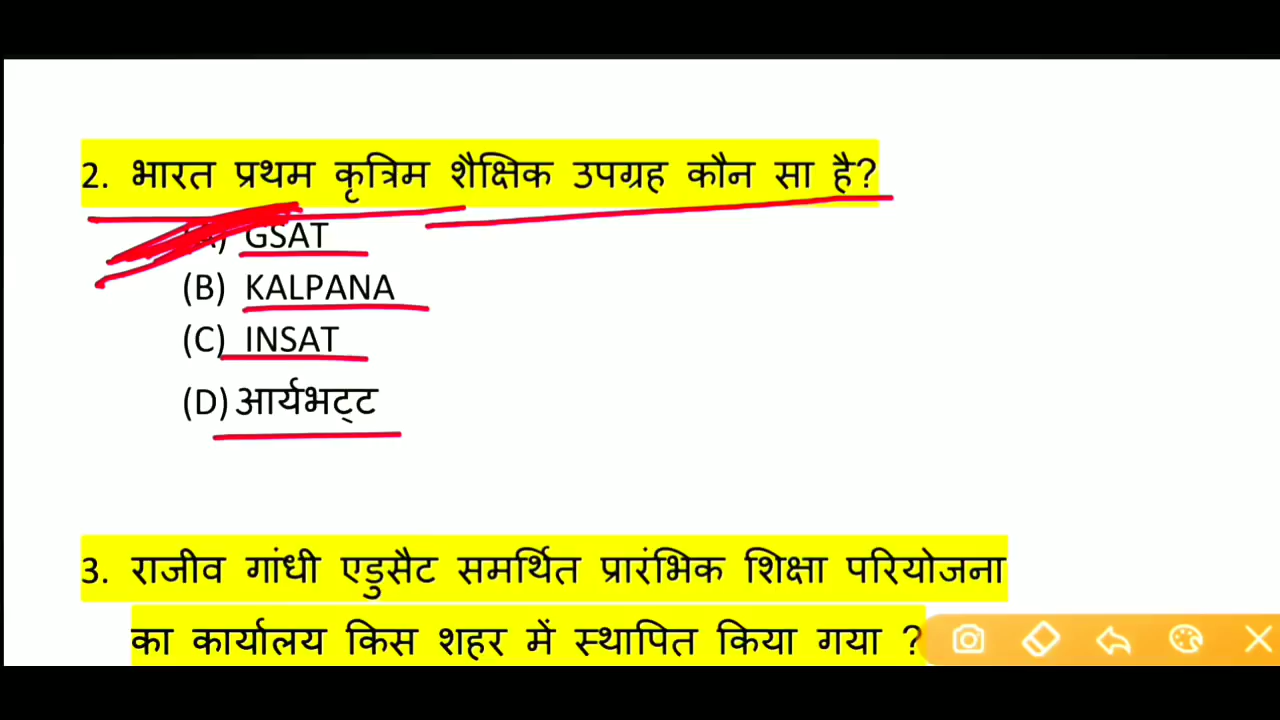 2. भारत प्रथम कृत्रिम शैक्षिक उपग्रह कौन सा है?
GSAT
(B) KALPANA
(C) INSAT
(D) आर्यभट्ट
3. राजीव गांधी एडुसैट समर्थित प्रारंभिक शिक्षा परियोजना
का कार्यालय किस शहर में स्थापित किया गया ?